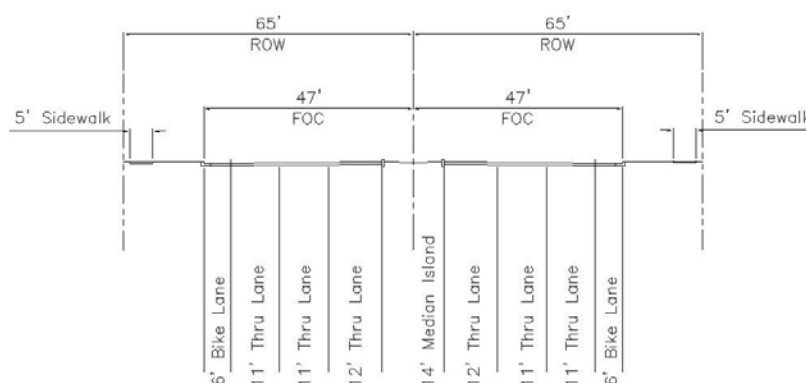 65' 65'
ROW ROW
47' 47'
5' Sidewalk FOC FOC 5' Sidewalk
6' Bike Lane
11' Thru Lane
11' Thru Lane
12' Thru Lane
14' Median Island
12' Thru Lane
11' Thru Lane
11' Thru Lane
6' Bike Lane